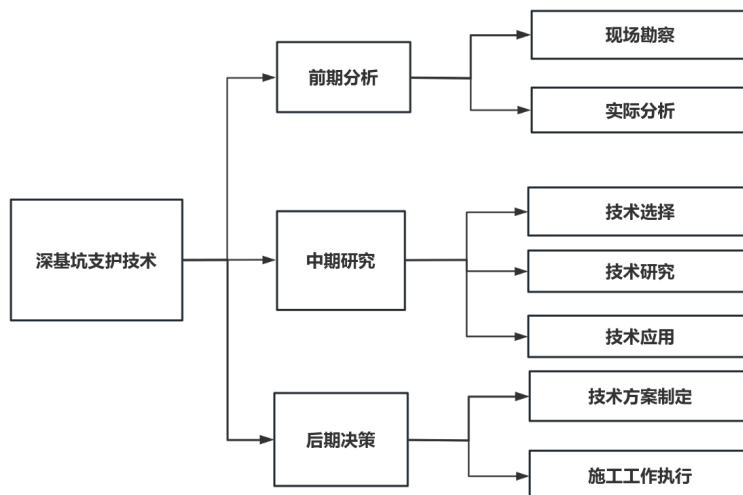 深基坑支护技术
前期分析
现场勘察
实际分析
中期研究
技术选择
技术研究
技术应用
后期决策
技术方案制定
施工工作执行